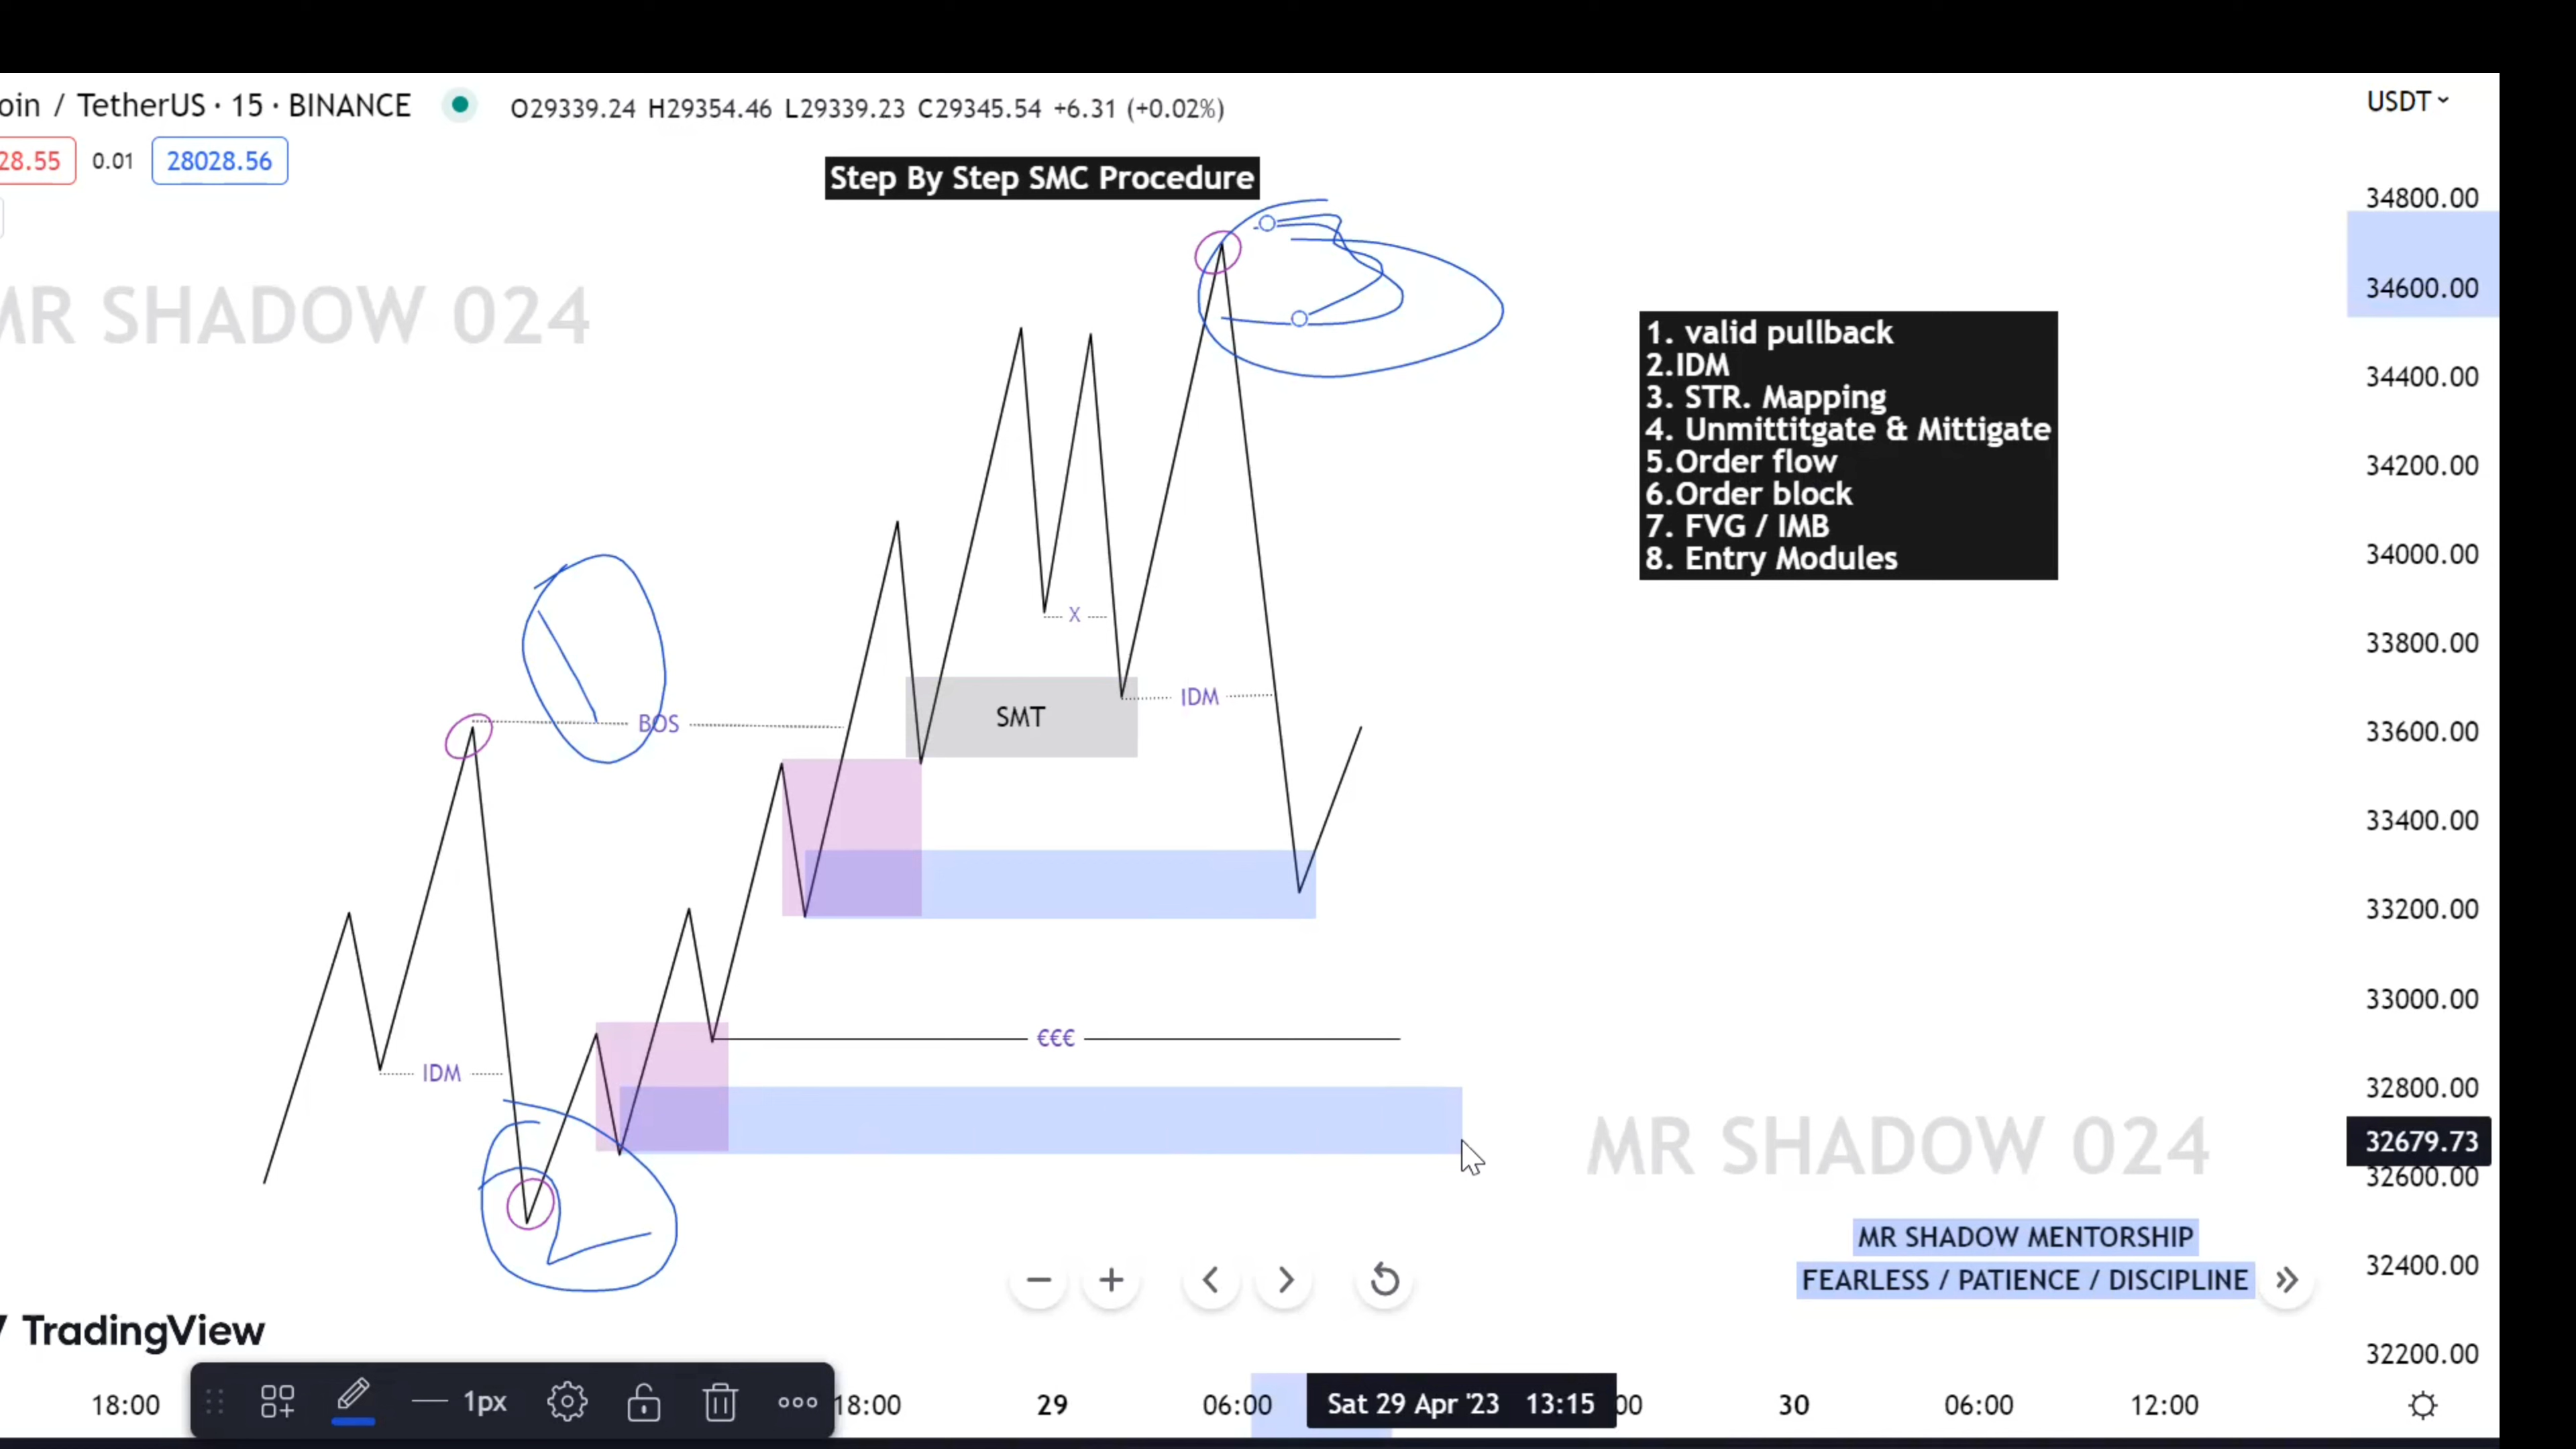 oin / TetherUS · 15 · BINANCE
O29339.24 H29354.46 L29339.23 C29345.54 +6.31 (+0.02%)
USDT
28.55
0.01
28028.56
Step By Step SMC Procedure
MR SHADOW 024
1. valid pullback
2.IDM
3. STR. Mapping
4. Unmittitgate & Mittigate
5.Order flow
6.Order block
7. FVG / IMB
8. Entry Modules
X
IDM
BOS
SMT
€€€
IDM
34800.00
34600.00
34400.00
34200.00
34000.00
33800.00
33600.00
33400.00
33200.00
33000.00
32800.00
32679.73
32600.00
32400.00
32200.00
MR SHADOW 024
MR SHADOW MENTORSHIP
FEARLESS / PATIENCE / DISCIPLINE
TradingView
1px
18:00
18:00
29
06:00
Sat 29 Apr '23 13:15
:00
30
06:00
12:00